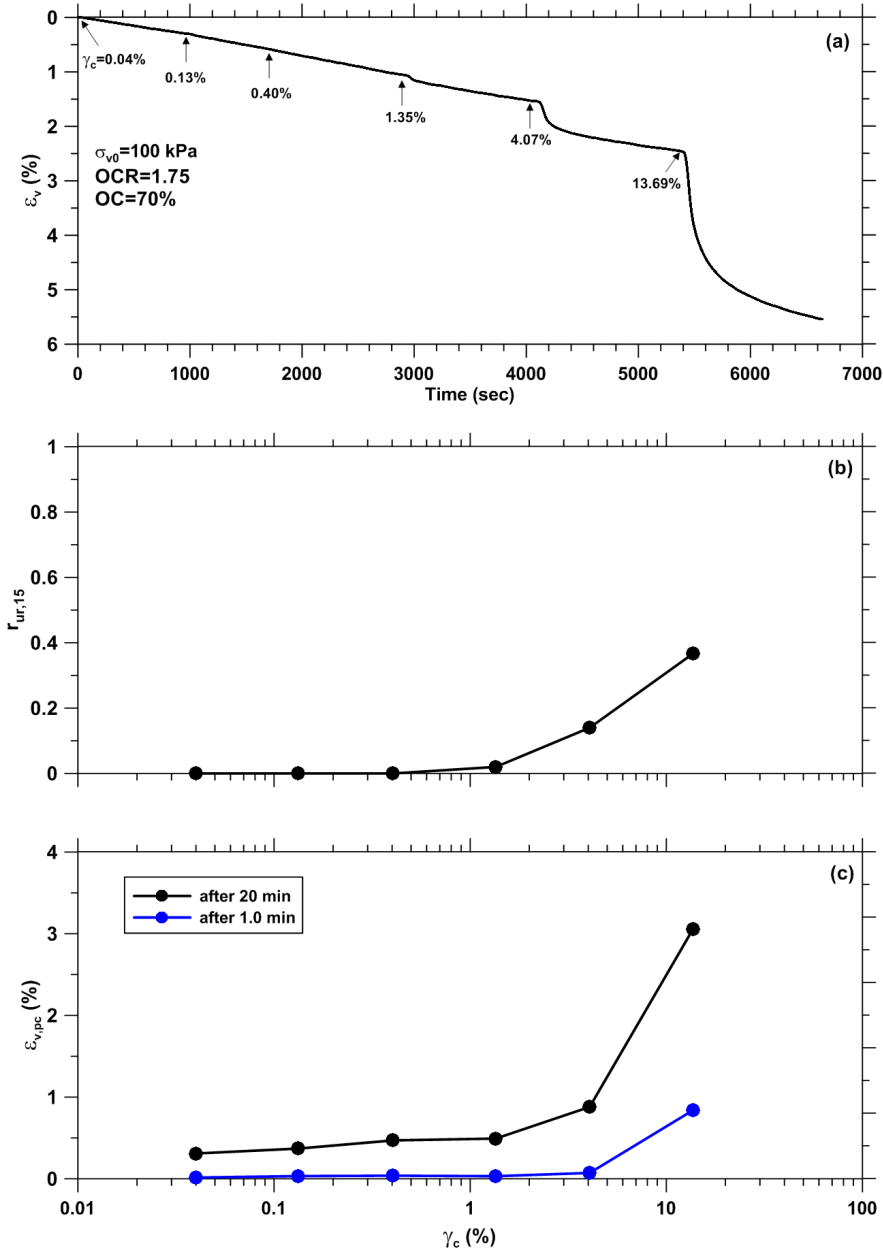 0
1
2
3
4
5
6
εv (%)
(a)
γc=0.04%
0.13%
0.40%
1.35%
4.07%
13.69%
σv0=100 kPa
OCR=1.75
OC=70%
0 1000 2000 3000 4000 5000 6000 7000
Time (sec)
1
0.8
0.6
0.4
0.2
0
rur,15
(b)
4
3
2
1
0
εv,pc (%)
(c)
after 20 min
after 1.0 min
0.01 0.1 1 10 100
γc (%)